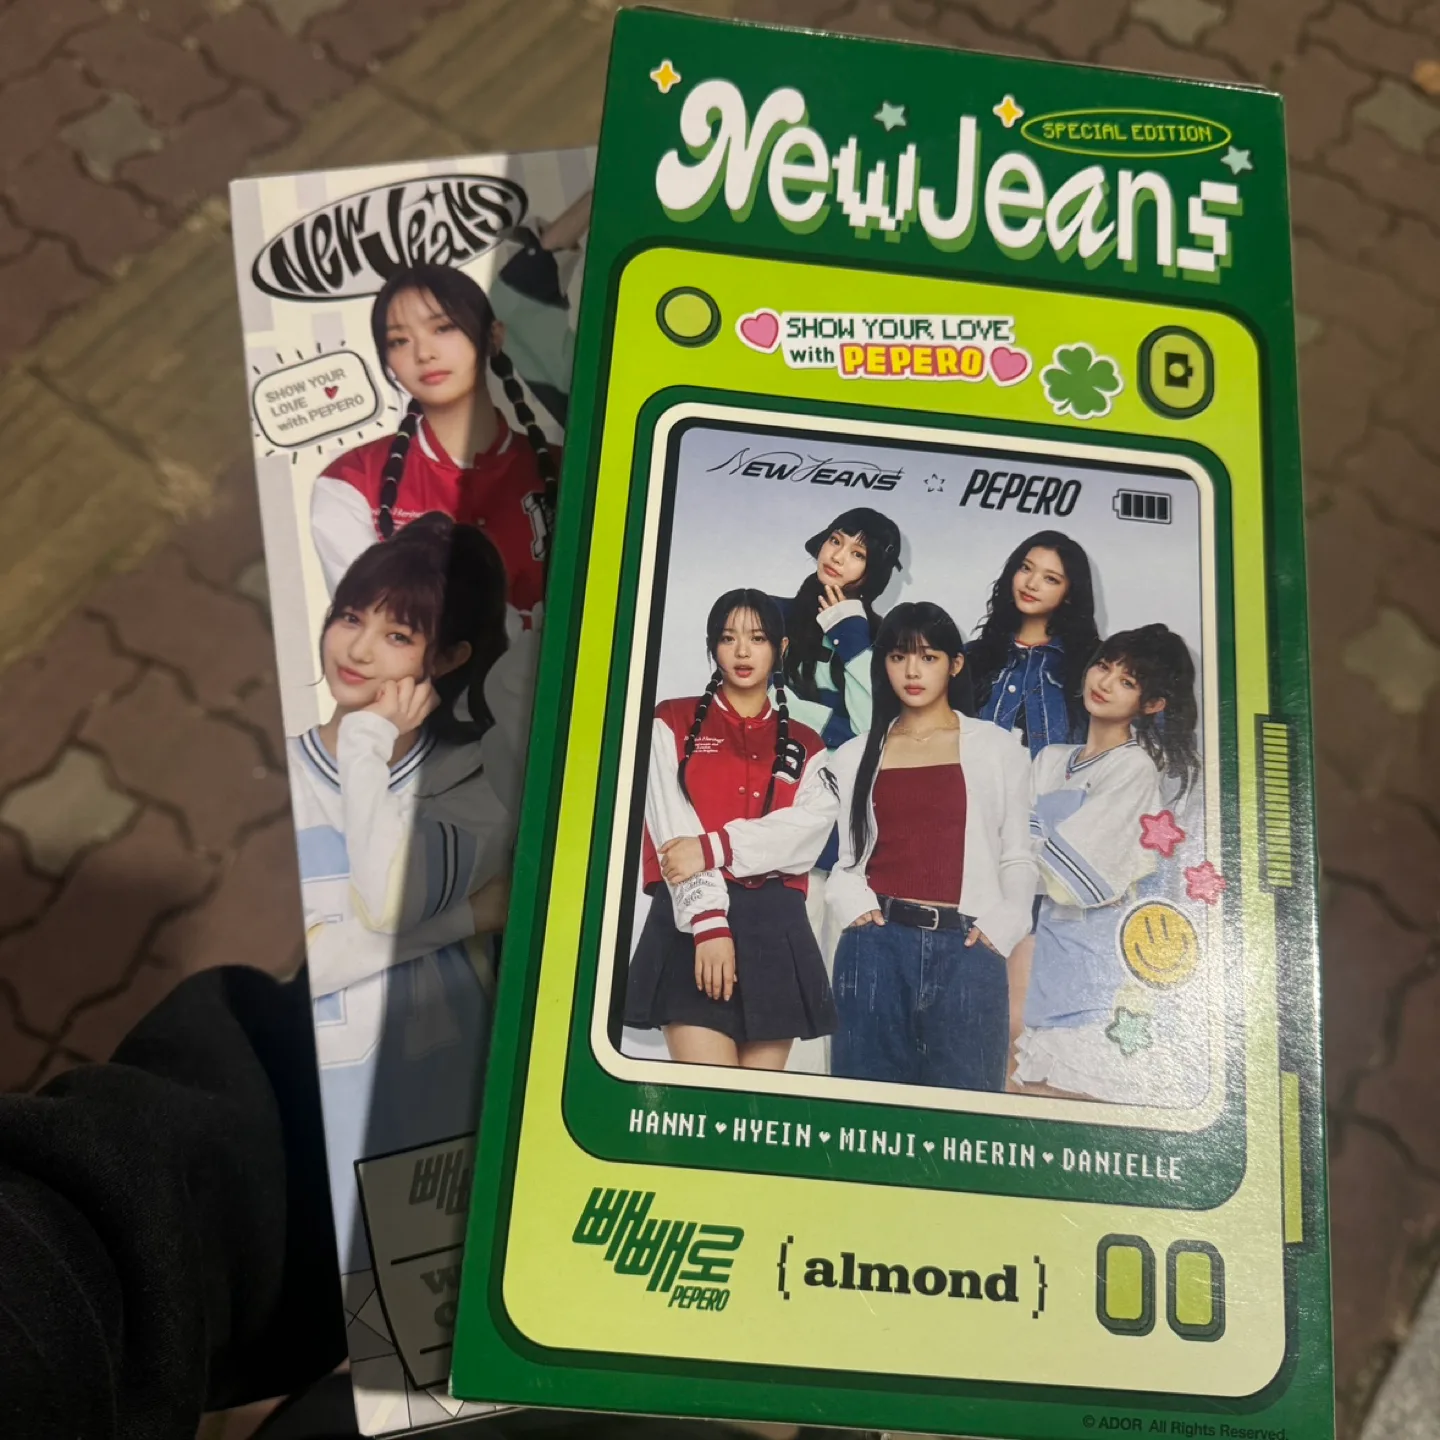 NewJeans
SPECIAL EDITION
SHOW YOUR LOVE
with PEPERO
NEWJEANS
PEPERO
HANNI ♥ HYEIN ♥ MINJI ♥ HAERIN ♥ DANIELLE
빼빼로
PEPERO
{ almond }
© ADOR All Rights Reserved.
NewJeans
SHOW YOUR
LOVE ♥
with PEPERO